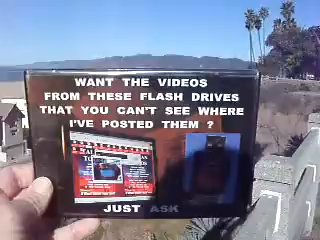 WANT THE VIDEOS
FROM THESE FLASH DRIVES
THAT YOU CAN'T SEE WHERE
I'VE POSTED THEM ?
JUST ASK